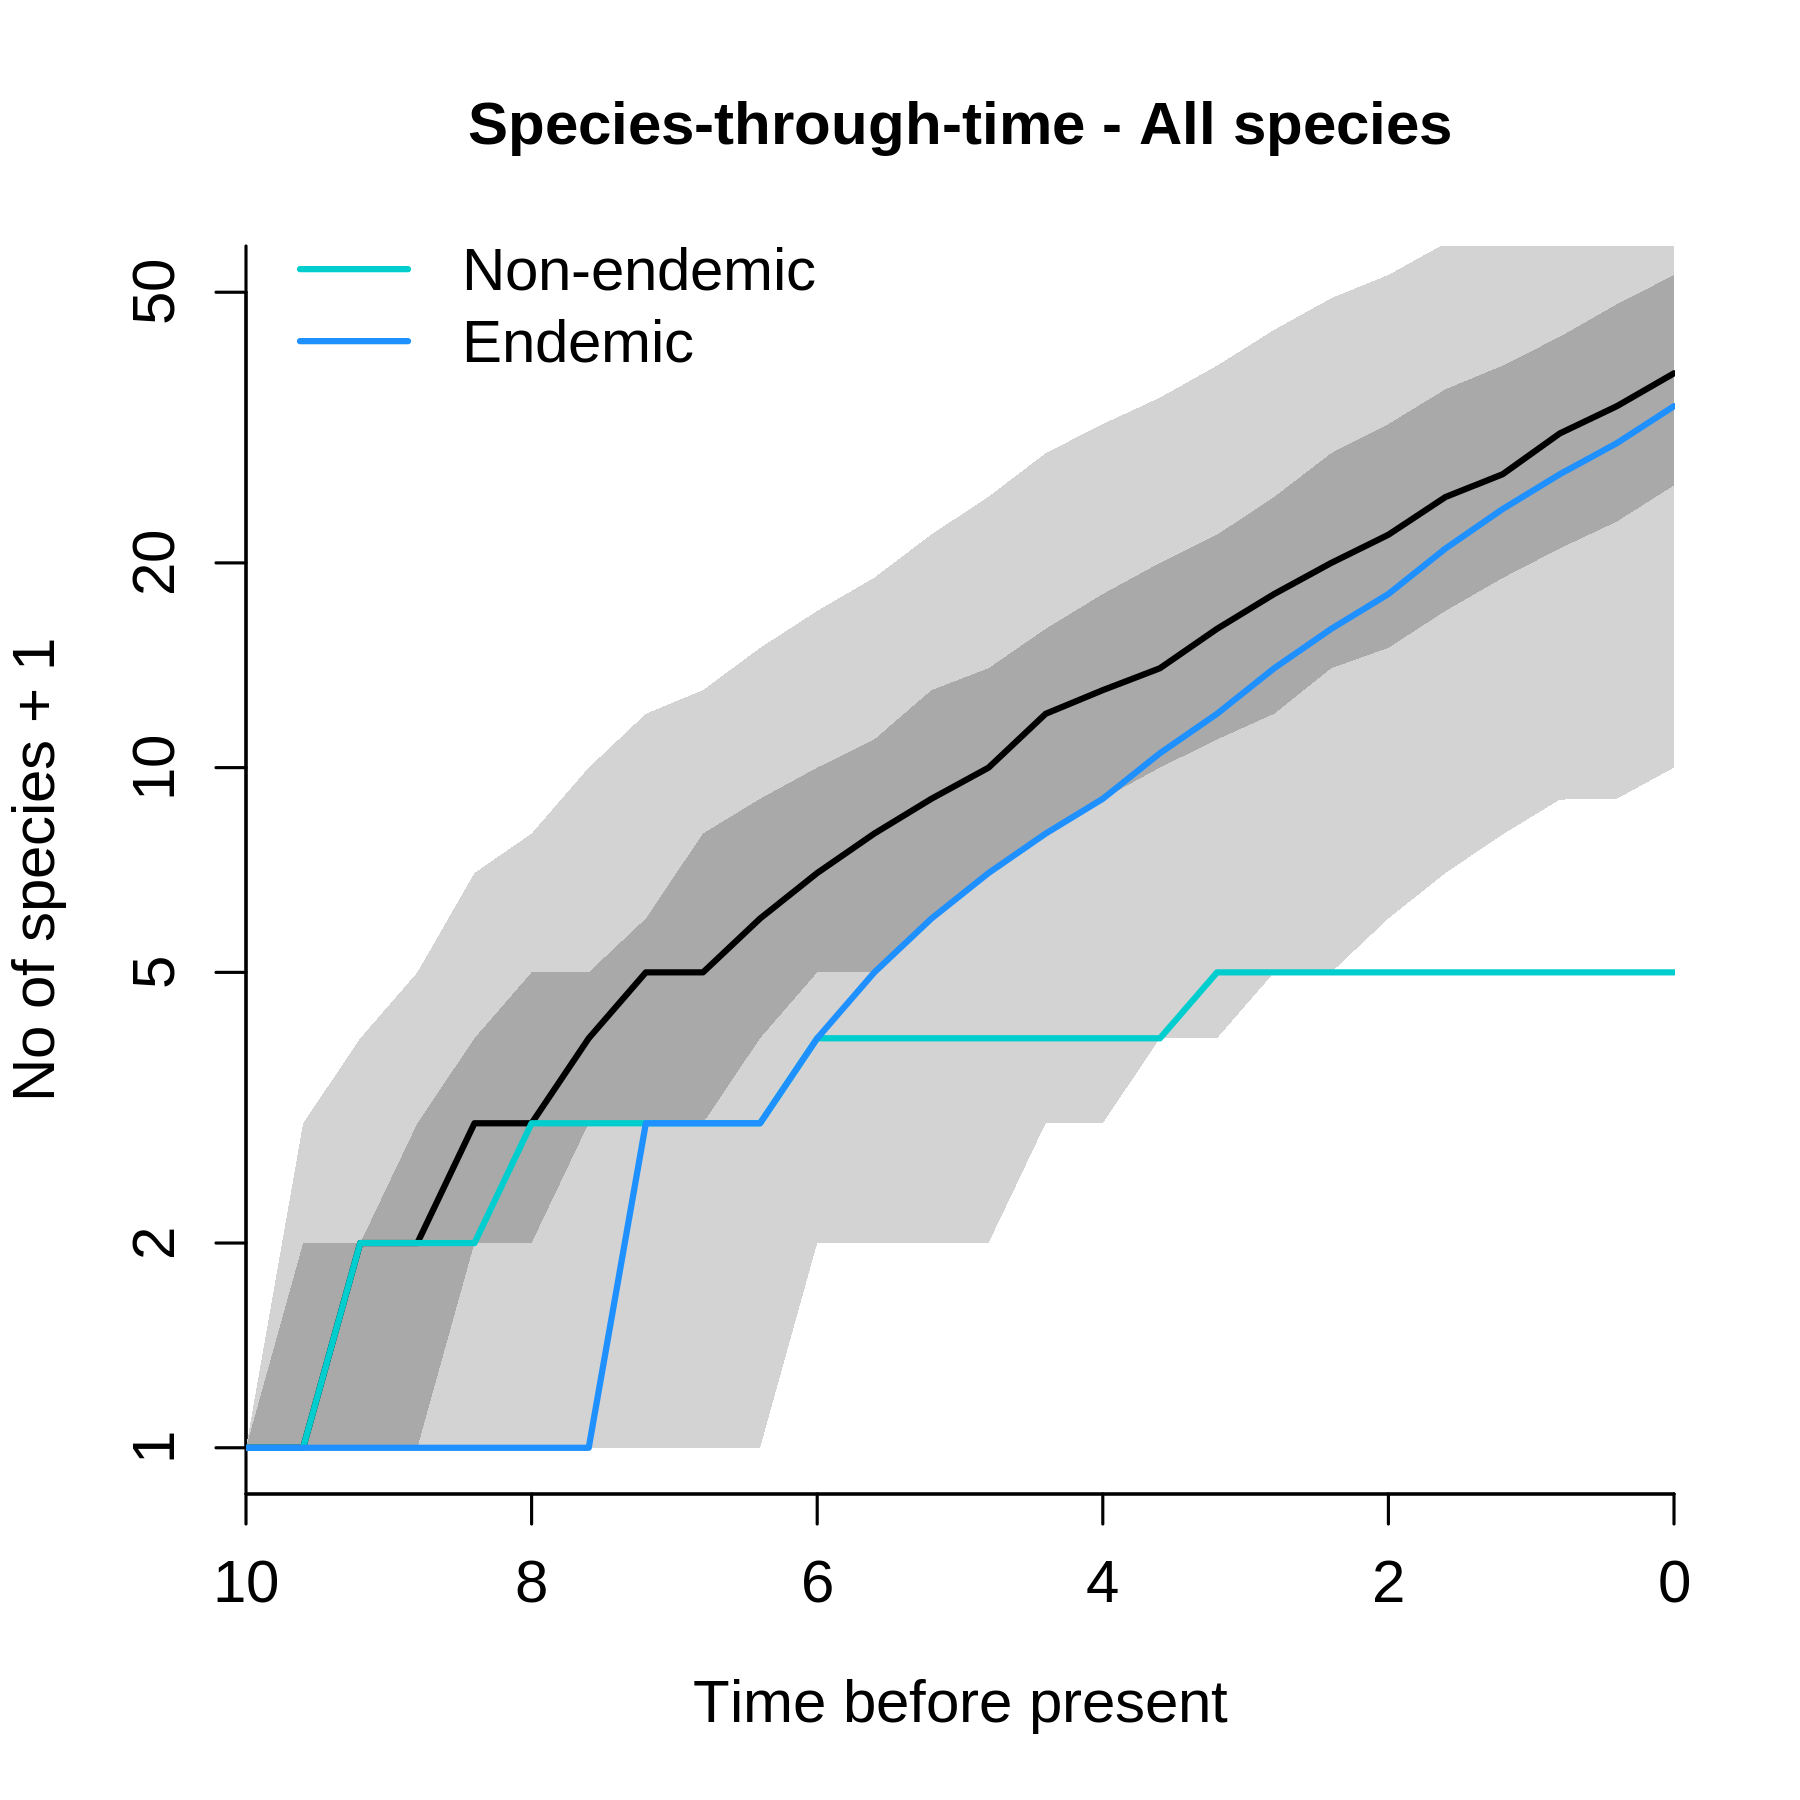 Species-through-time - All species
Non-endemic
Endemic
50
20
10
5
2
1
No of species + 1
10 8 6 4 2 0
Time before present